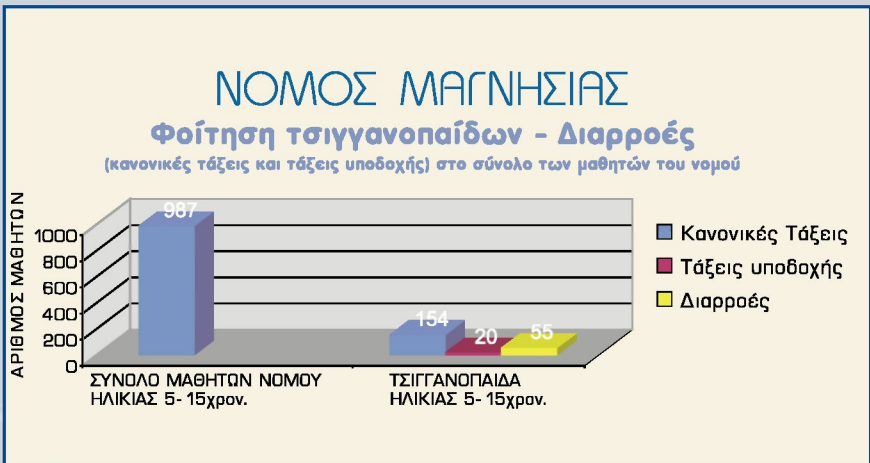 ΝΟΜΟΣ ΜΑΓΝΗΣΙΑΣ
Φοίτηση τσιγγανοπαίδων - Διαρροές
(κανονικές τάξεις και τάξεις υποδοχής) στο σύνολο των μαθητών του νομού
ΑΡΙΘΜΟΣ ΜΑΘΗΤΩΝ
1000
800
600
400
200
0
987
154
20
55
ΣΥΝΟΛΟ ΜΑΘΗΤΩΝ ΝΟΜΟΥ
ΗΛΙΚΙΑΣ 5- 15χρον.
ΤΣΙΓΓΑΝΟΠΑΙΔΑ
ΗΛΙΚΙΑΣ 5- 15χρον.
Κανονικές Τάξεις
Τάξεις υποδοχής
Διαρροές